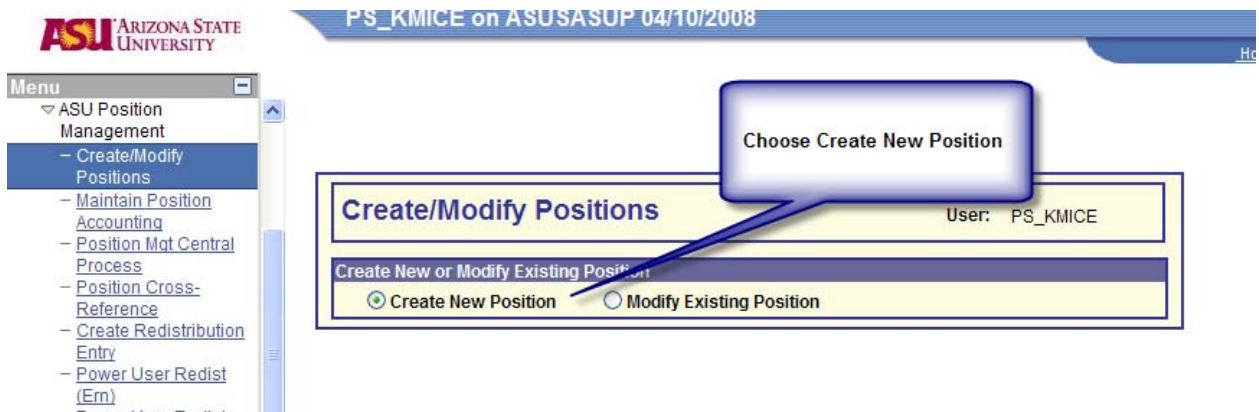 ASU ARIZONA STATE
UNIVERSITY
PS_KMICE on ASUSASUP 04/10/2008
Menu
ASU Position
Management
– Create/Modify
Positions
– Maintain Position
Accounting
– Position Mgt Central
Process
– Position Cross-
Reference
– Create Redistribution
Entry
– Power User Redist
(Ern)
Choose Create New Position
Create/Modify Positions
User: PS_KMICE
Create New or Modify Existing Position
Create New Position Modify Existing Position